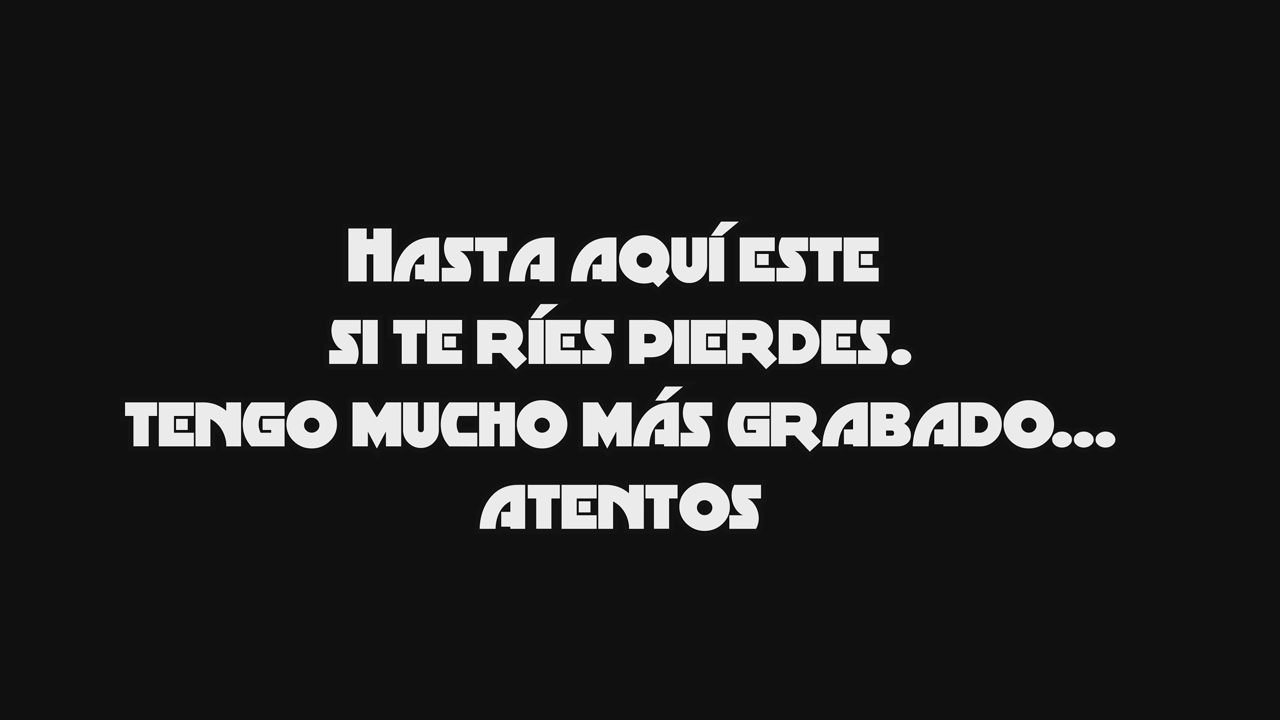 Hasta aquí este
si te ríes pierdes.
tengo mucho más grabado...
atentos